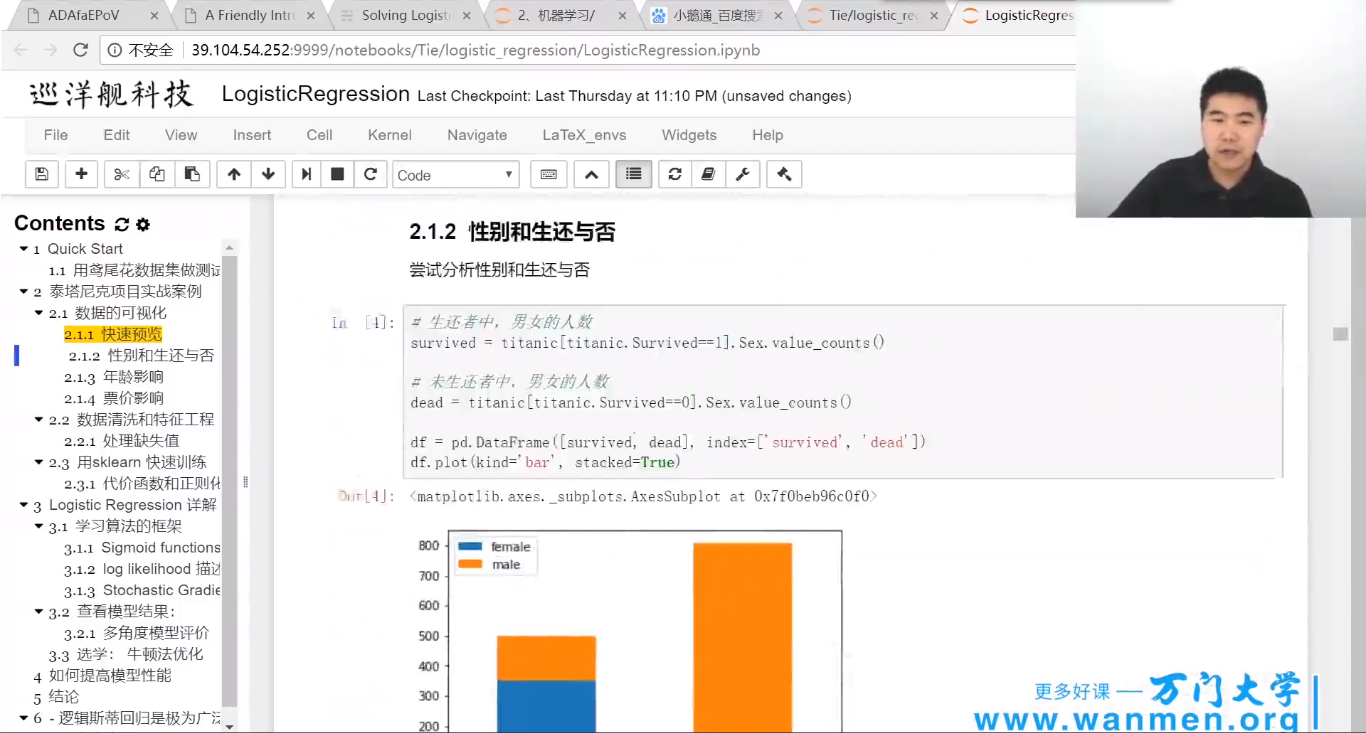 ADAfaEPoV
A Friendly Intr
Solving Logist
2、机器学习/
小鹅通_百度搜
Tie/logistic_re
LogisticRegres
不安全
39.104.54.252:9999/notebooks/Tie/logistic_regression/LogisticRegression.ipynb
巡洋舰科技
LogisticRegression Last Checkpoint: Last Thursday at 11:10 PM (unsaved changes)
File Edit View Insert Cell Kernel Navigate LaTeX_envs Widgets Help
Code
Contents
1 Quick Start
1.1 用鸢尾花数据集做测试
2 泰塔尼克项目实战案例
2.1 数据的可视化
2.1.1 快速预览
2.1.2 性别和生还与否
2.1.3 年龄影响
2.1.4 票价影响
2.2 数据清洗和特征工程
2.2.1 处理缺失值
2.3 用sklearn 快速训练
2.3.1 代价函数和正则化
3 Logistic Regression 详解
3.1 学习算法的框架
3.1.1 Sigmoid functions
3.1.2 log likelihood 描述
3.1.3 Stochastic Gradie
3.2 查看模型结果：
3.2.1 多角度模型评价
3.3 选学： 牛顿法优化
4 如何提高模型性能
5 结论
6 - 逻辑斯蒂回归是极为广泛
2.1.2 性别和生还与否
尝试分析性别和生还与否
In [4]:
# 生还者中，男女的人数
survived = titanic[titanic.Survived==1].Sex.value_counts()
# 未生还者中，男女的人数
dead = titanic[titanic.Survived==0].Sex.value_counts()
df = pd.DataFrame([survived, dead], index=['survived', 'dead'])
df.plot(kind='bar', stacked=True)
Out[4]: <matplotlib.axes._subplots.AxesSubplot at 0x7f0beb96c0f0>
female
male
800
700
600
500
400
300
200
更多好课 — 万门大学
www.wanmen.org